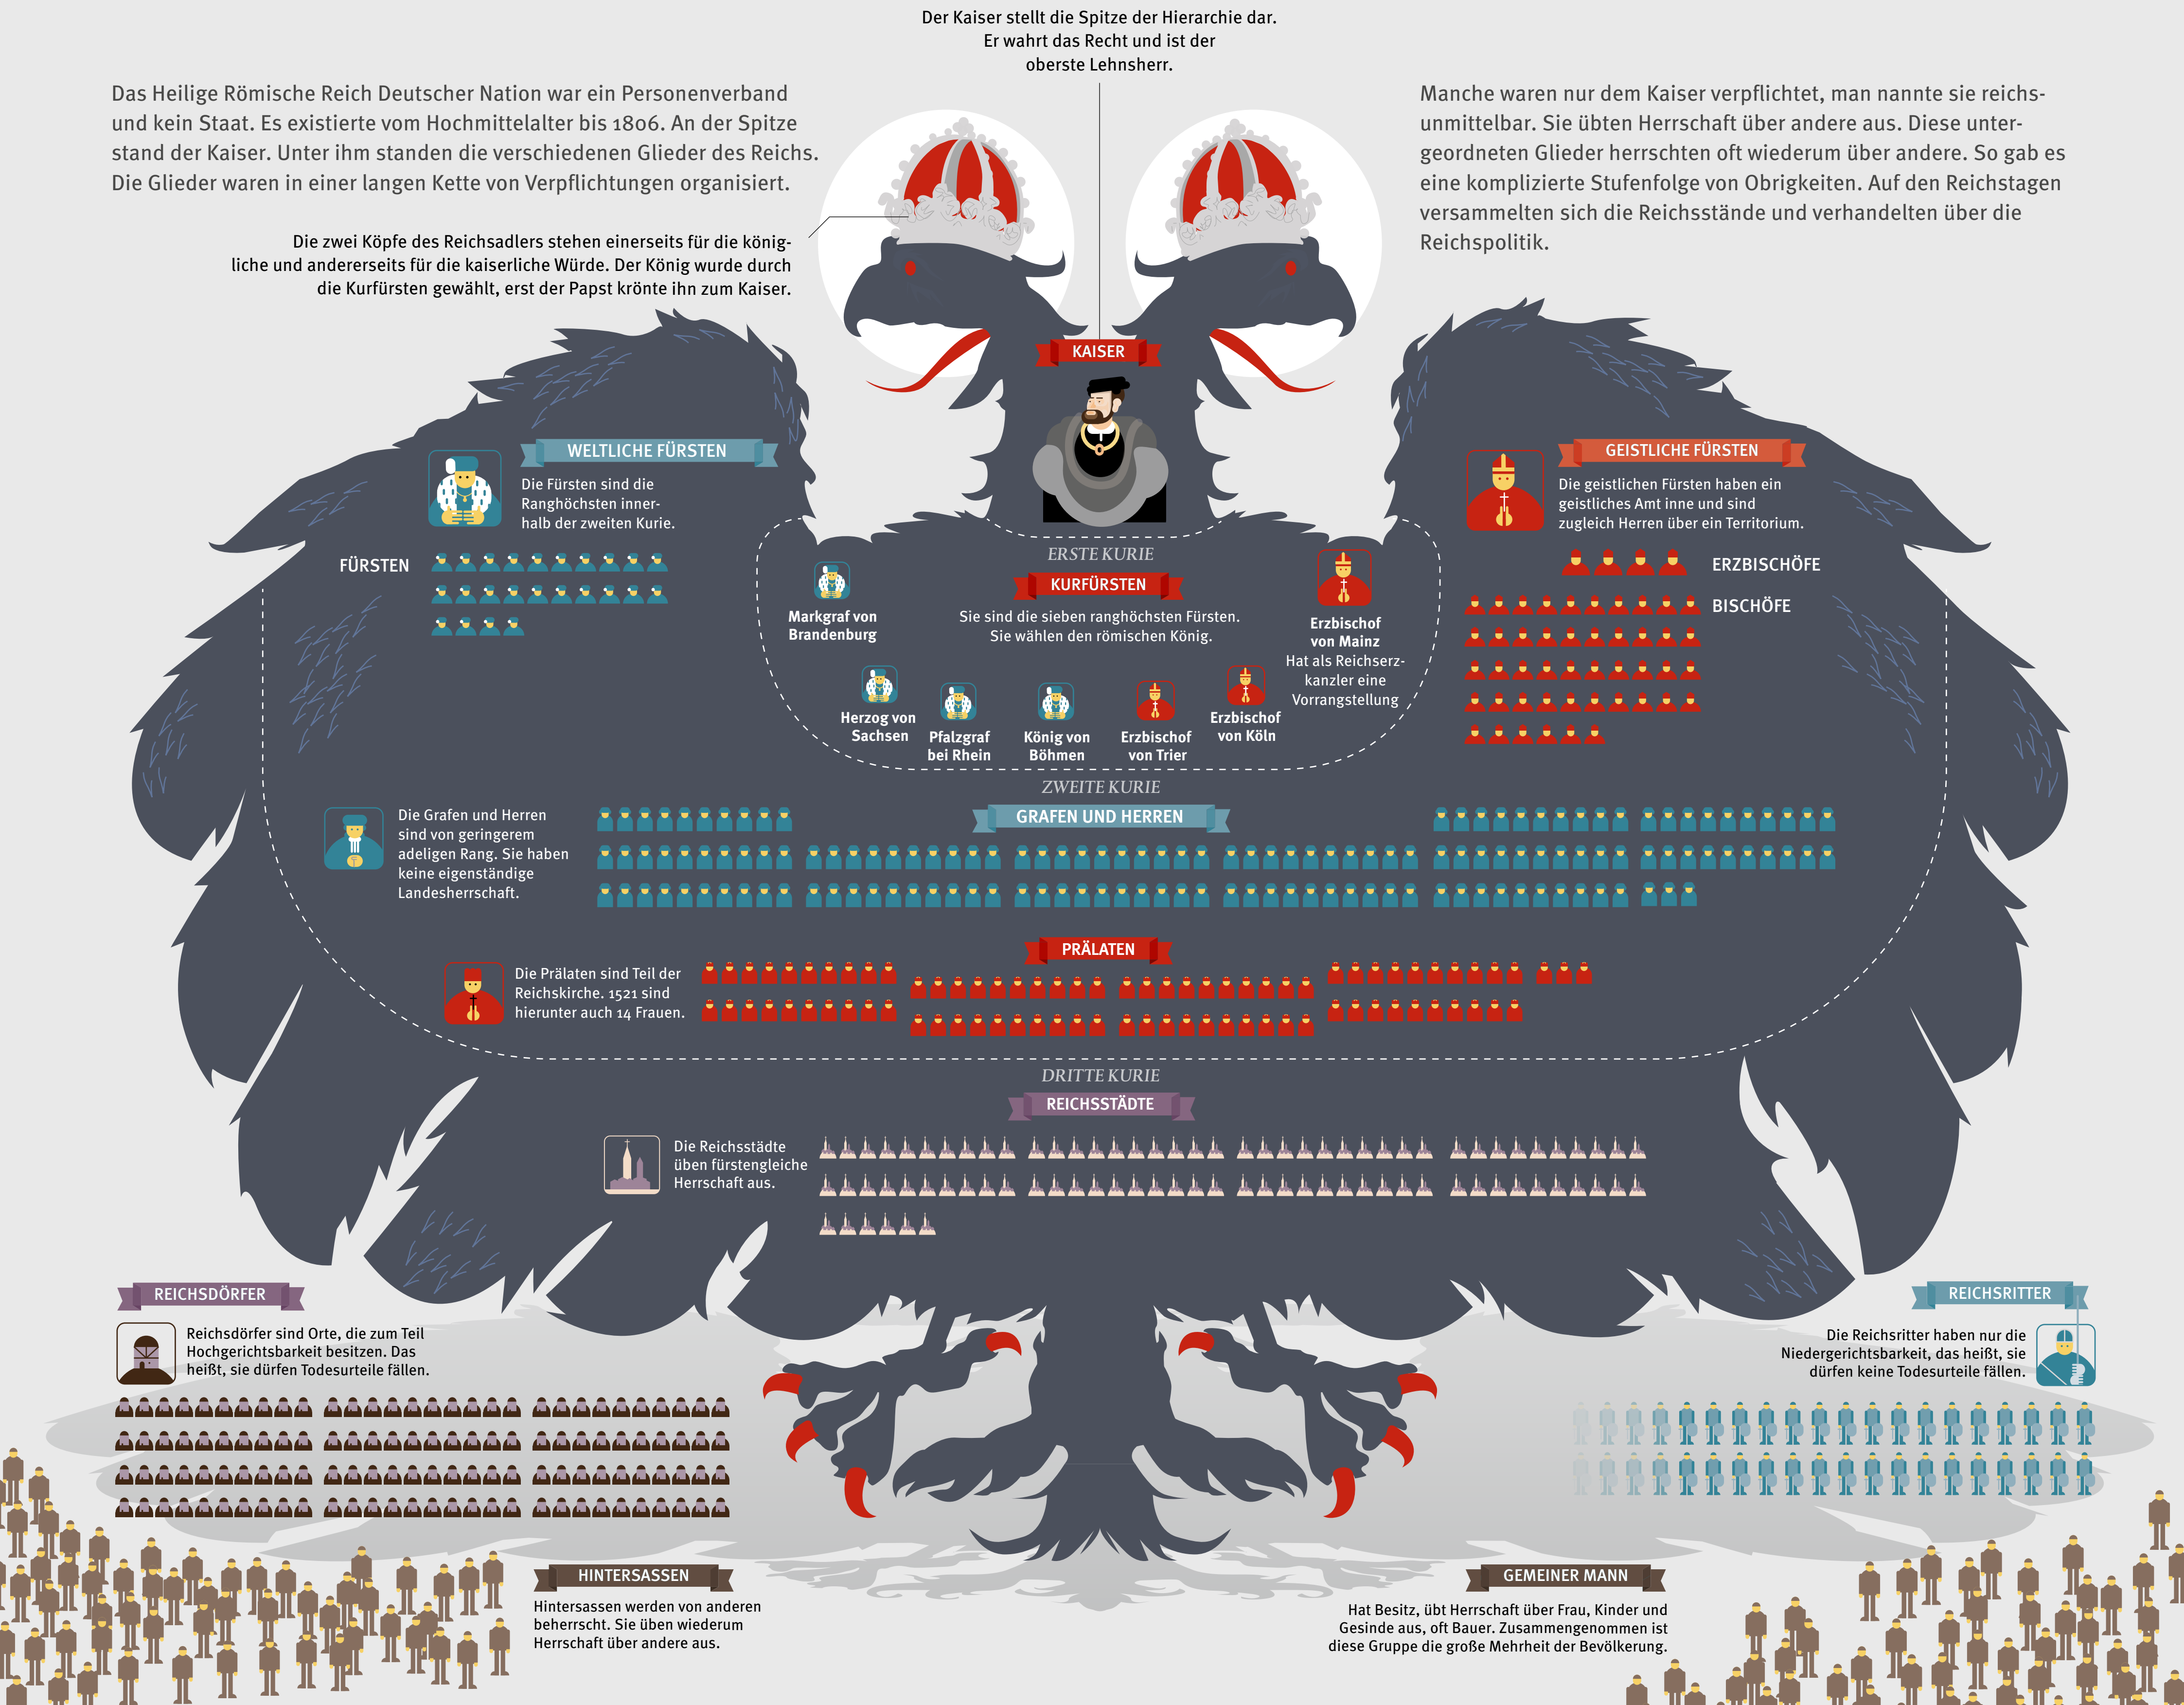 Der Kaiser stellt die Spitze der Hierarchie dar.
Er wahrt das Recht und ist der
oberste Lehnsherr.
Das Heilige Römische Reich Deutscher Nation war ein Personenverband
und kein Staat. Es existierte vom Hochmittelalter bis 1806. An der Spitze
stand der Kaiser. Unter ihm standen die verschiedenen Glieder des Reichs.
Die Glieder waren in einer langen Kette von Verpflichtungen organisiert.
Manche waren nur dem Kaiser verpflichtet, man nannte sie reichs-
unmittelbar. Sie übten Herrschaft über andere aus. Diese unter-
geordneten Glieder herrschten oft wiederum über andere. So gab es
eine komplizierte Stufenfolge von Obrigkeiten. Auf den Reichstagen
versammelten sich die Reichsstände und verhandelten über die
Reichspolitik.
Die zwei Köpfe des Reichsadlers stehen einerseits für die könig-
liche und andererseits für die kaiserliche Würde. Der König wurde durch
die Kurfürsten gewählt, erst der Papst krönte ihn zum Kaiser.
KAISER
WELTLICHE FÜRSTEN
Die Fürsten sind die
Ranghöchsten inner-
halb der zweiten Kurie.
FÜRSTEN
GEISTLICHE FÜRSTEN
Die geistlichen Fürsten haben ein
geistliches Amt inne und sind
zugleich Herren über ein Territorium.
ERZBISCHÖFE
BISCHÖFE
ERSTE KURIE
KURFÜRSTEN
Sie sind die sieben ranghöchsten Fürsten.
Sie wählen den römischen König.
Markgraf von
Brandenburg
Herzog von
Sachsen
Pfalzgraf
bei Rhein
König von
Böhmen
Erzbischof
von Trier
Erzbischof
von Köln
Erzbischof
von Mainz
Hat als Reichserz-
kanzler eine
Vorrangstellung
ZWEITE KURIE
GRAFEN UND HERREN
Die Grafen und Herren
sind von geringerem
adeligen Rang. Sie haben
keine eigenständige
Landesherrschaft.
PRÄLATEN
Die Prälaten sind Teil der
Reichskirche. 1521 sind
hierunter auch 14 Frauen.
DRITTE KURIE
REICHSSTÄDTE
Die Reichsstädte
üben fürstengleiche
Herrschaft aus.
REICHSDÖRFER
Reichsdörfer sind Orte, die zum Teil
Hochgerichtsbarkeit besitzen. Das
heißt, sie dürfen Todesurteile fällen.
REICHSRITTER
Die Reichsritter haben nur die
Niedergerichtsbarkeit, das heißt, sie
dürfen keine Todesurteile fällen.
HINTERSASSEN
Hintersassen werden von anderen
beherrscht. Sie üben wiederum
Herrschaft über andere aus.
GEMEINER MANN
Hat Besitz, übt Herrschaft über Frau, Kinder und
Gesinde aus, oft Bauer. Zusammengenommen ist
diese Gruppe die große Mehrheit der Bevölkerung.